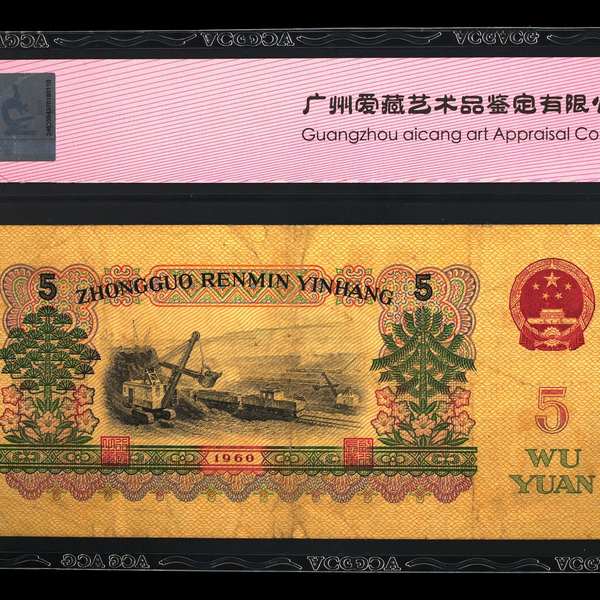 VCGVCG
广州爱藏艺术品鉴定有限公
Guangzhou aicang art Appraisal Co
5
ZHONGGUO RENMIN YINHANG
5
1960
5
WU
YUAN
VCGVCG